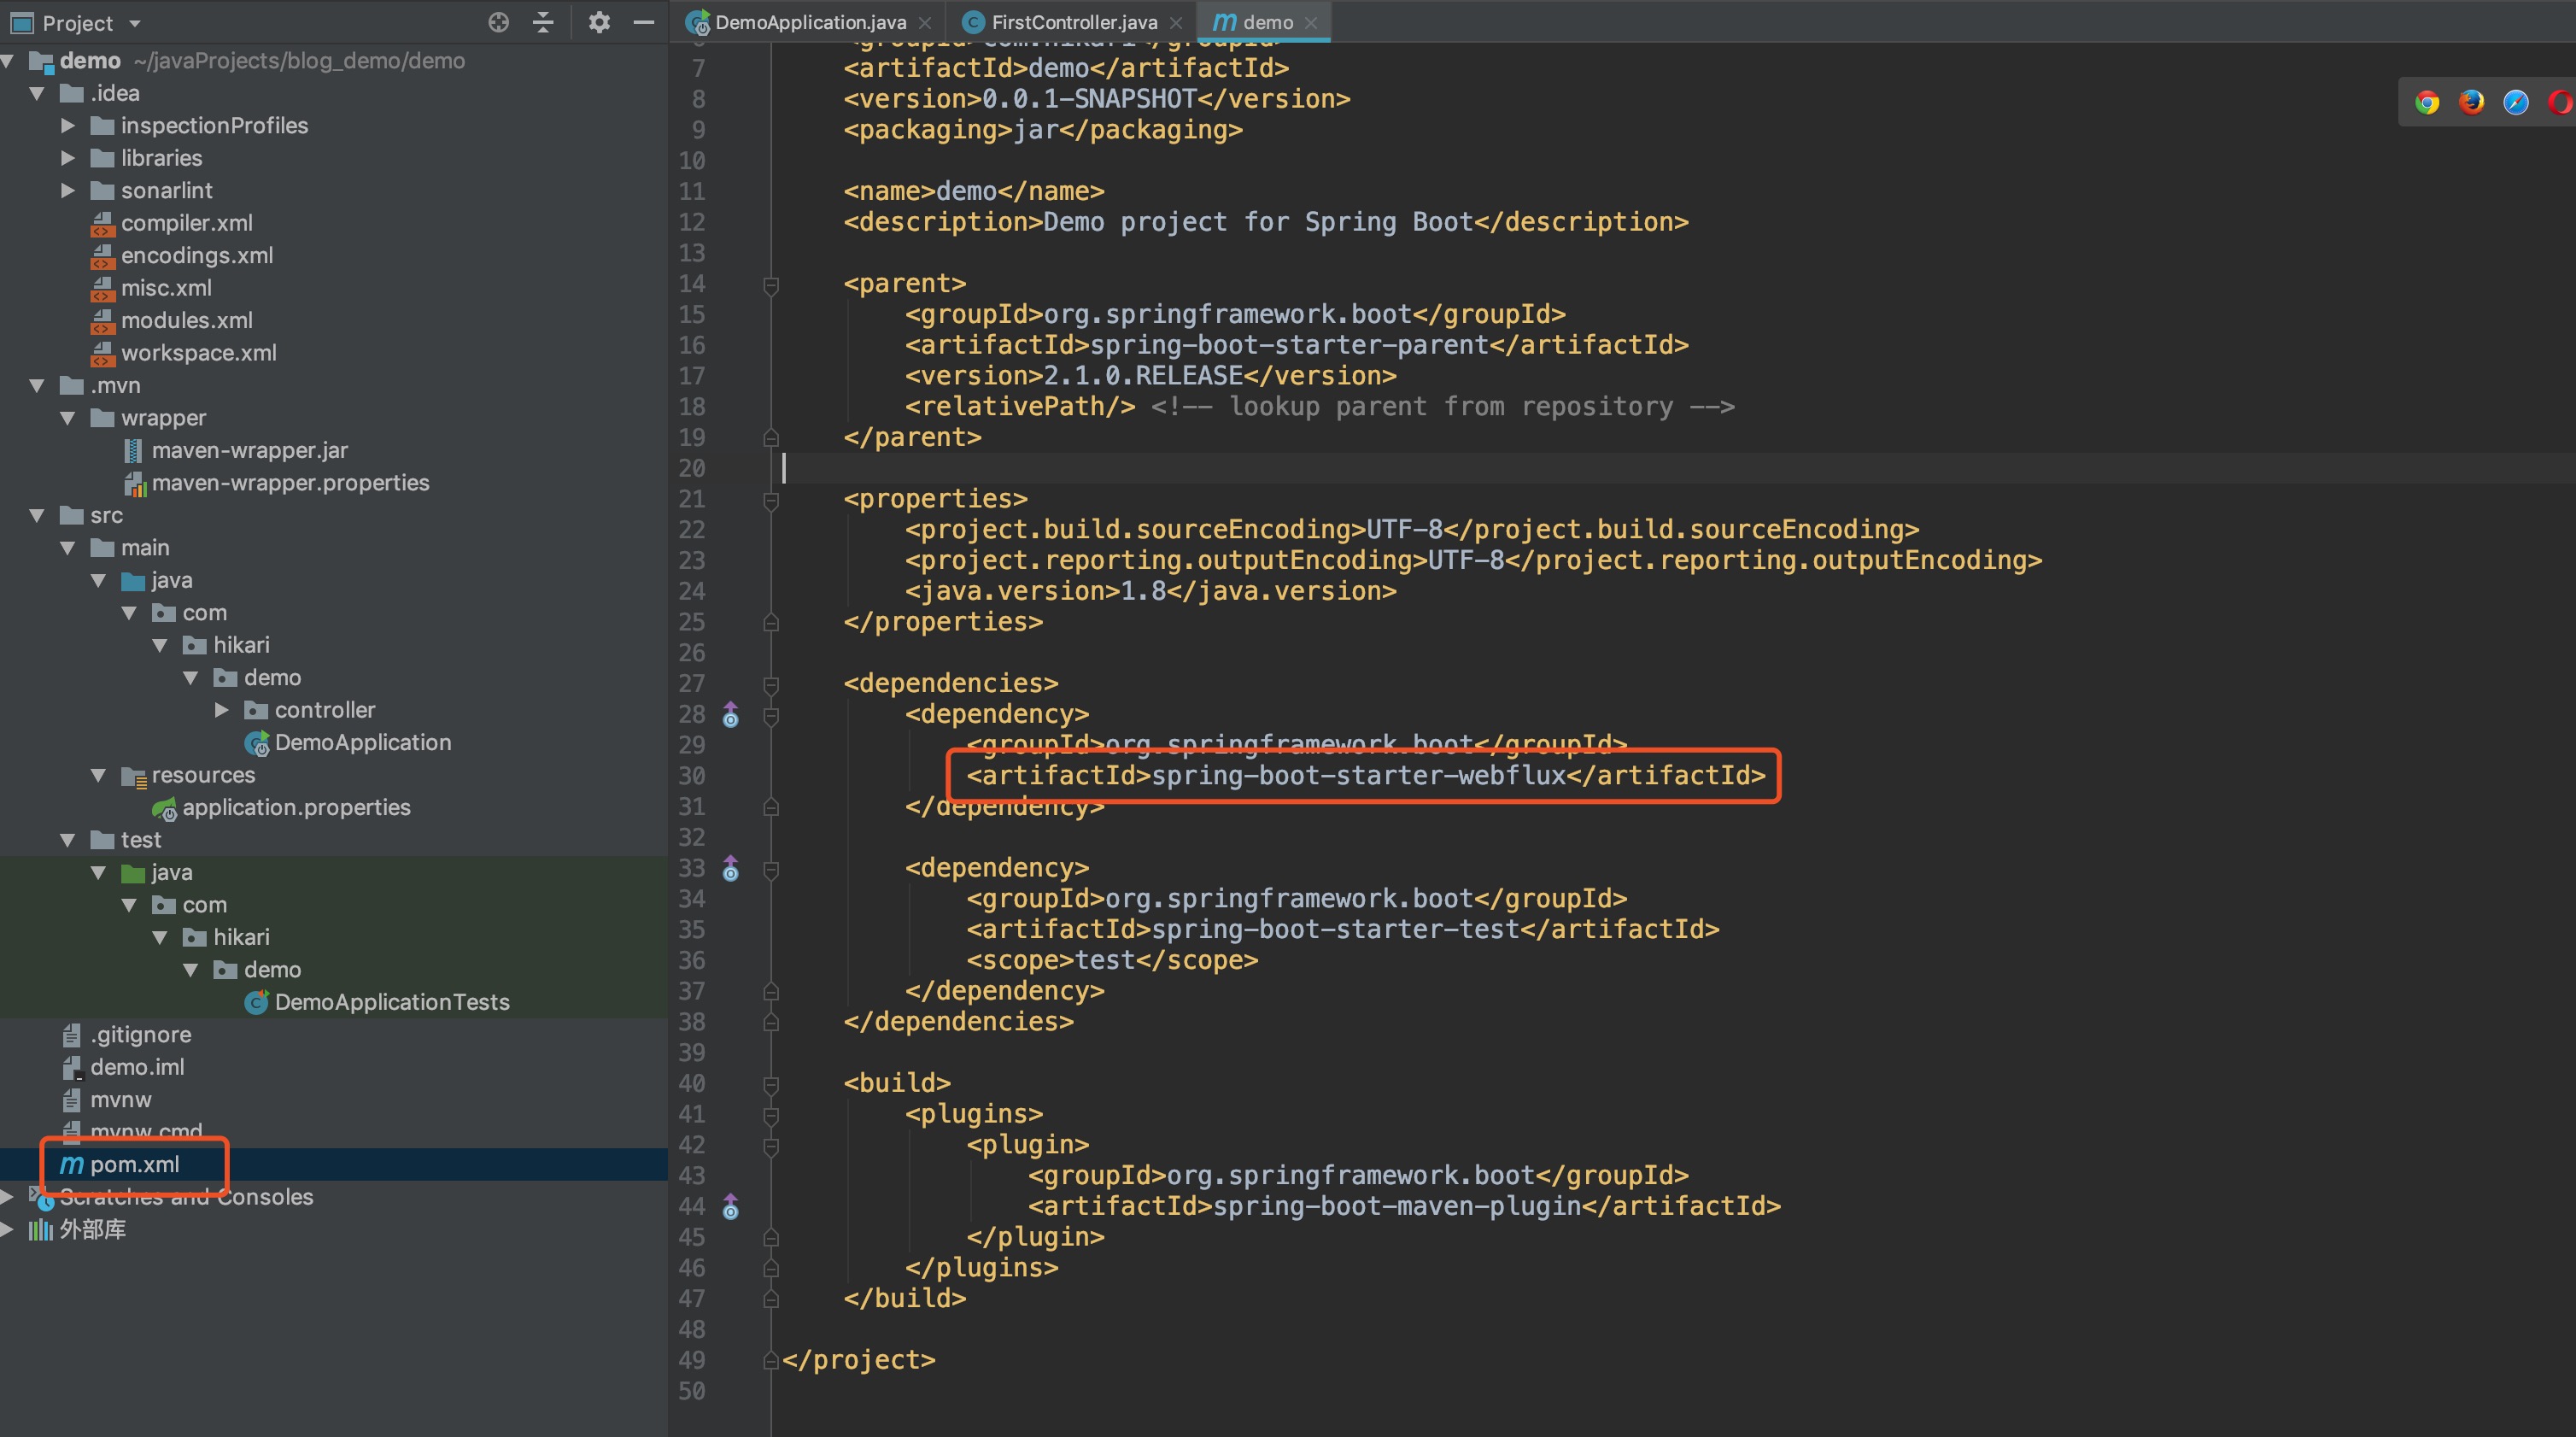 Project
demo ~/javaProjects/blog_demo/demo
.idea
inspectionProfiles
libraries
sonarlint
compiler.xml
encodings.xml
misc.xml
modules.xml
workspace.xml
.mvn
wrapper
maven-wrapper.jar
maven-wrapper.properties
src
main
java
com
hikari
demo
controller
DemoApplication
resources
application.properties
test
java
com
hikari
demo
DemoApplicationTests
.gitignore
demo.iml
mvnw
mvnw.cmd
pom.xml
Scratches and Consoles
外部库
DemoApplication.java
FirstController.java
demo
<groupId>com.hikari</groupId>
7 <artifactId>demo</artifactId>
8 <version>0.0.1-SNAPSHOT</version>
9 <packaging>jar</packaging>
10
11 <name>demo</name>
12 <description>Demo project for Spring Boot</description>
13
14 <parent>
15 <groupId>org.springframework.boot</groupId>
16 <artifactId>spring-boot-starter-parent</artifactId>
17 <version>2.1.0.RELEASE</version>
18 <relativePath/> <!-- lookup parent from repository -->
19 </parent>
20
21 <properties>
22 <project.build.sourceEncoding>UTF-8</project.build.sourceEncoding>
23 <project.reporting.outputEncoding>UTF-8</project.reporting.outputEncoding>
24 <java.version>1.8</java.version>
25 </properties>
26
27 <dependencies>
28 <dependency>
29 <groupId>org.springframework.boot</groupId>
30 <artifactId>spring-boot-starter-webflux</artifactId>
31 </dependency>
32
33 <dependency>
34 <groupId>org.springframework.boot</groupId>
35 <artifactId>spring-boot-starter-test</artifactId>
36 <scope>test</scope>
37 </dependency>
38 </dependencies>
39
40 <build>
41 <plugins>
42 <plugin>
43 <groupId>org.springframework.boot</groupId>
44 <artifactId>spring-boot-maven-plugin</artifactId>
45 </plugin>
46 </plugins>
47 </build>
48
49 </project>
50